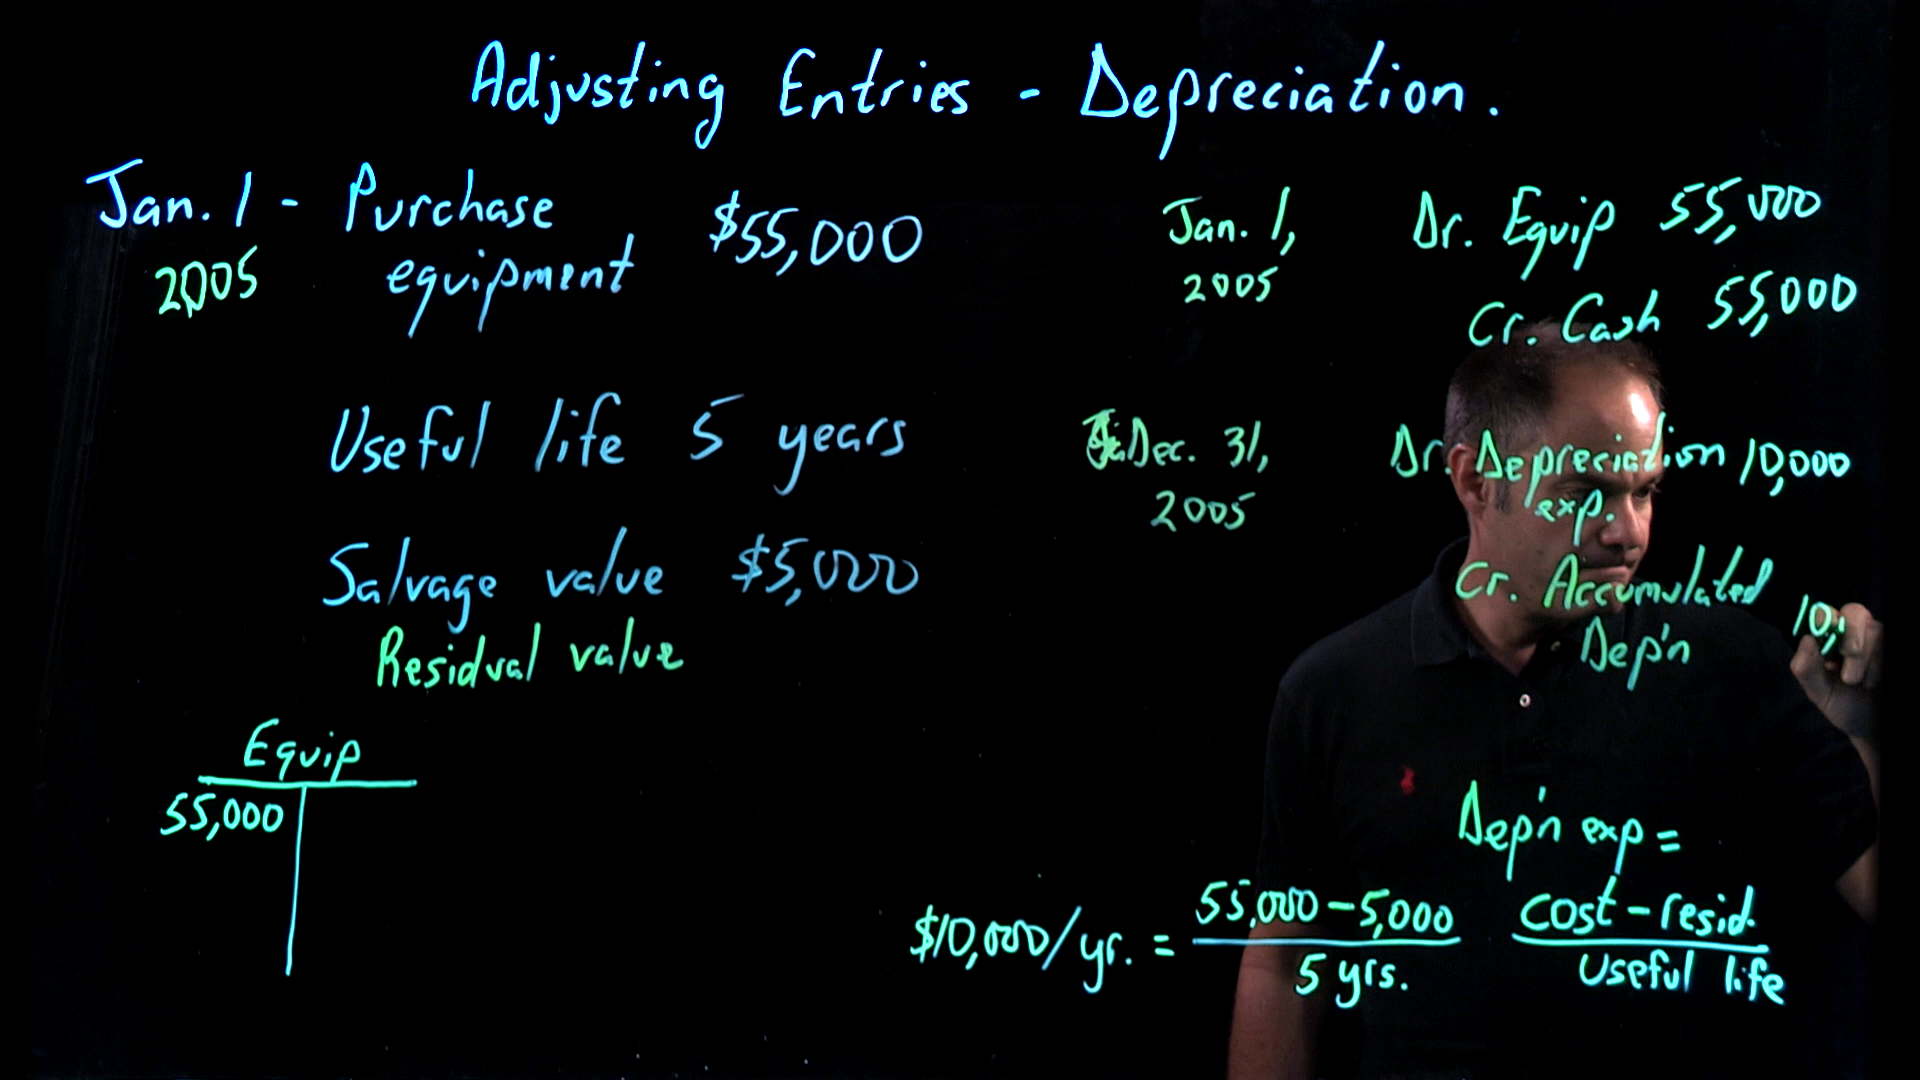 Adjusting Entries - Depreciation.
Jan. 1 - Purchase equipment $55,000
2005
Useful life 5 years
Salvage value $5,000
Residual value
Equip
55,000
Jan. 1, 2005
Dr. Equip 55,000
Cr. Cash 55,000
Dec. 31, 2005
Dr. Depreciation exp. 10,000
Cr. Accumulated Dep'n 10,
Dep'n exp =
cost - resid.
Useful life
$10,000/yr. = 55,000 - 5,000
5 yrs.